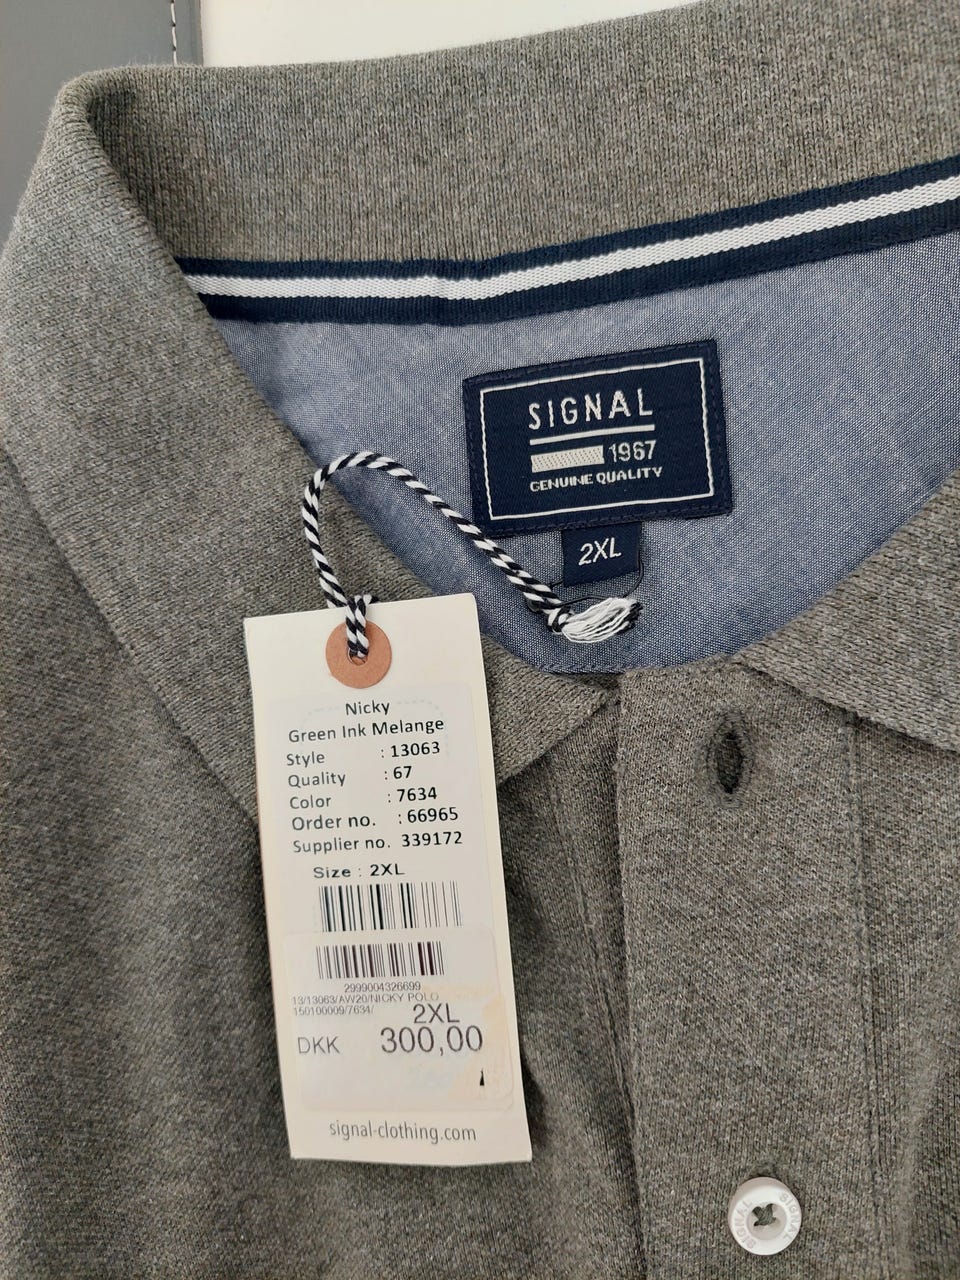 SIGNAL
1967
GENUINE QUALITY
2XL
Nicky
Green Ink Melange
Style : 13063
Quality : 67
Color : 7634
Order no. : 66965
Supplier no. 339172
Size : 2XL
2999004326699
13/13063/AW20/NICKY POLO
150100009/7634/
2XL
DKK 300,00
signal-clothing.com
SIGNAL
SIGNAL